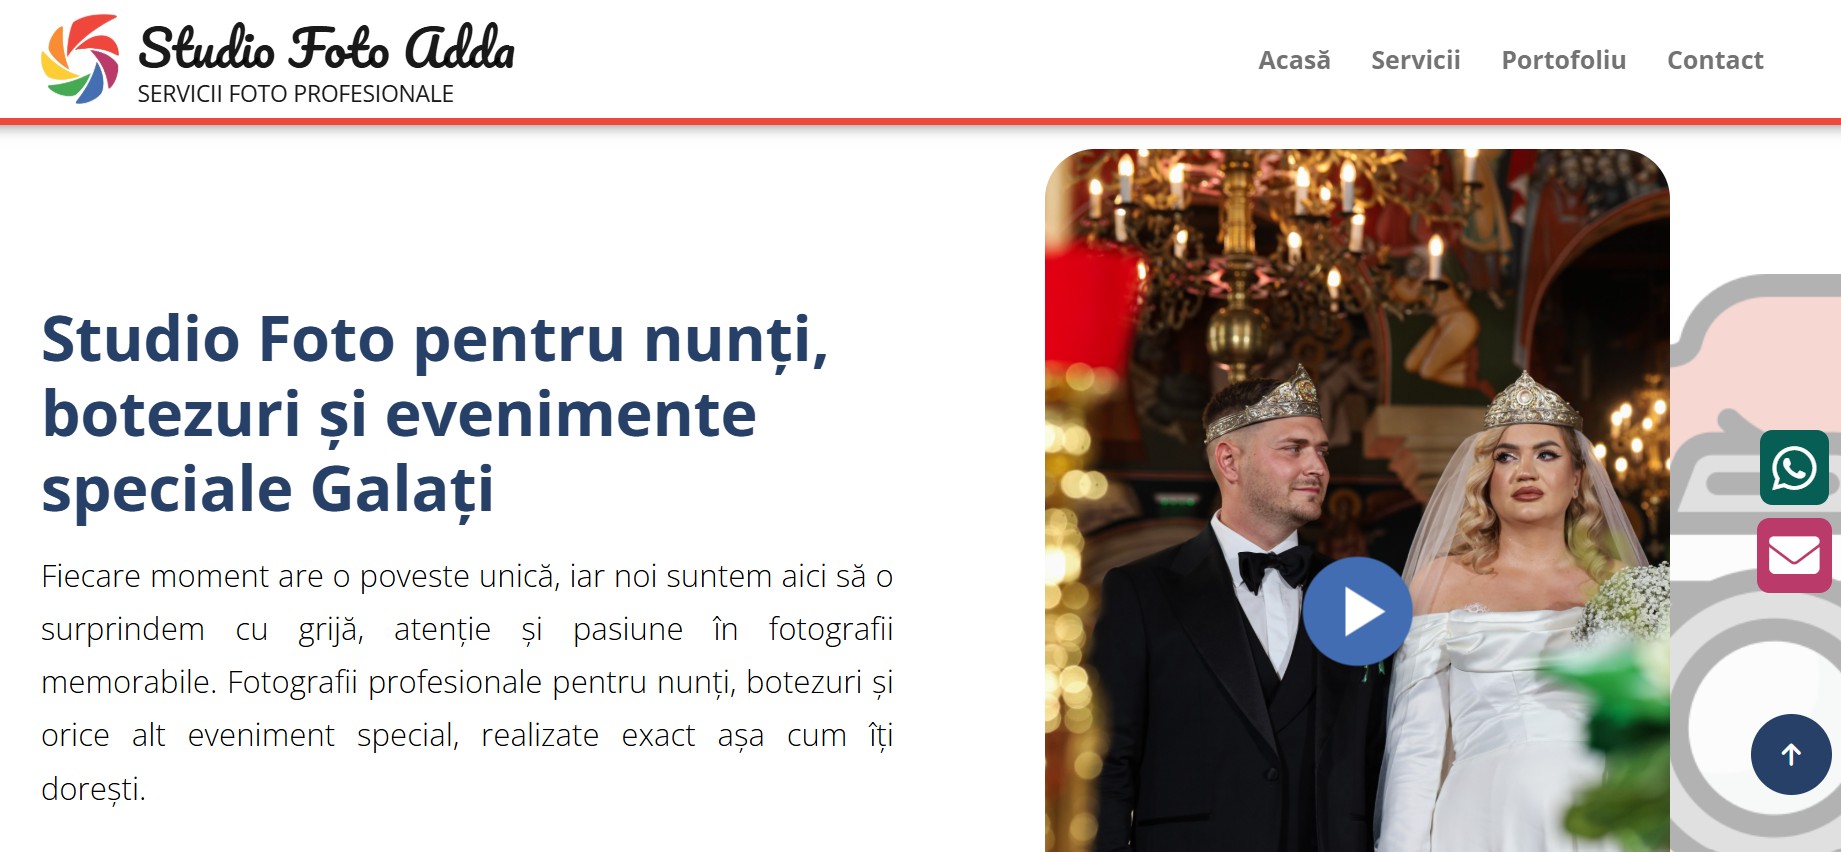 Studio Foto Adda
SERVICII FOTO PROFESIONALE
Acasă Servicii Portofoliu Contact
Studio Foto pentru nunți,
botezuri și evenimente
speciale Galați
Fiecare moment are o poveste unică, iar noi suntem aici să o
surprindem cu grijă, atenție și pasiune în fotografii
memorabile. Fotografii profesionale pentru nunți, botezuri și
orice alt eveniment special, realizate exact așa cum îți
dorești.